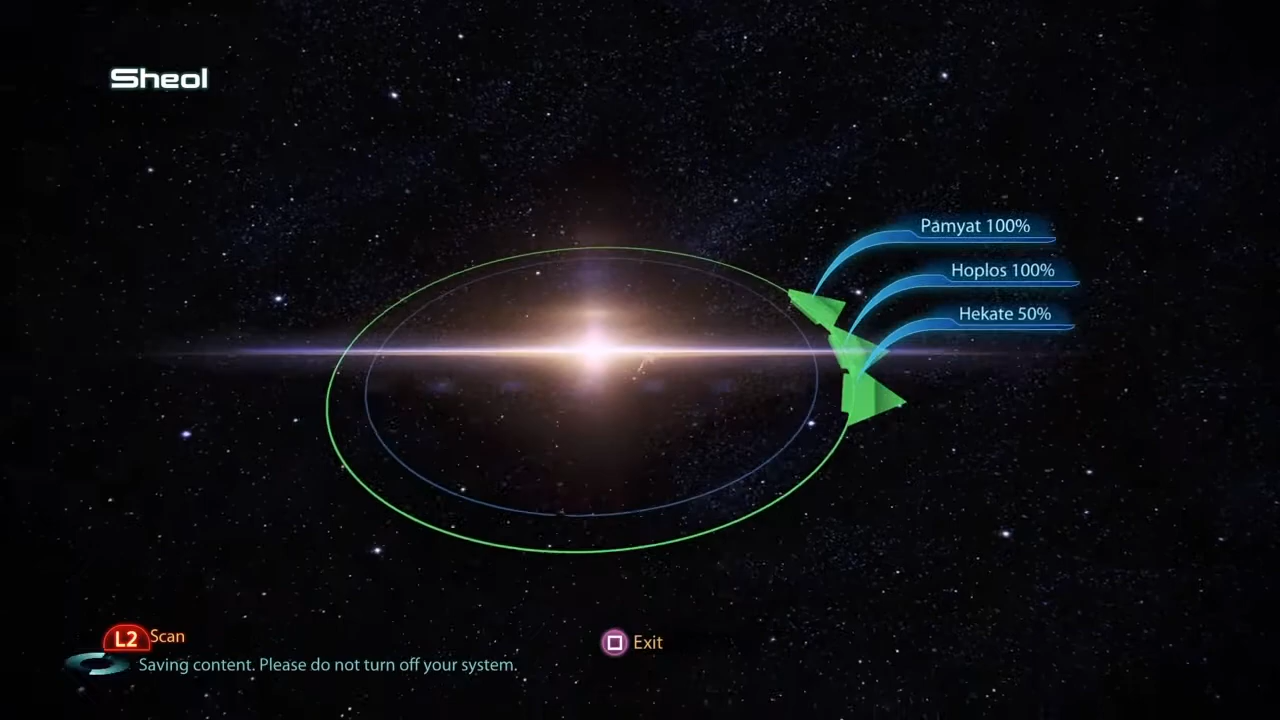 Sheol
Pamyat 100%
Hoplos 100%
Hekate 50%
L2 Scan
Exit
Saving content. Please do not turn off your system.